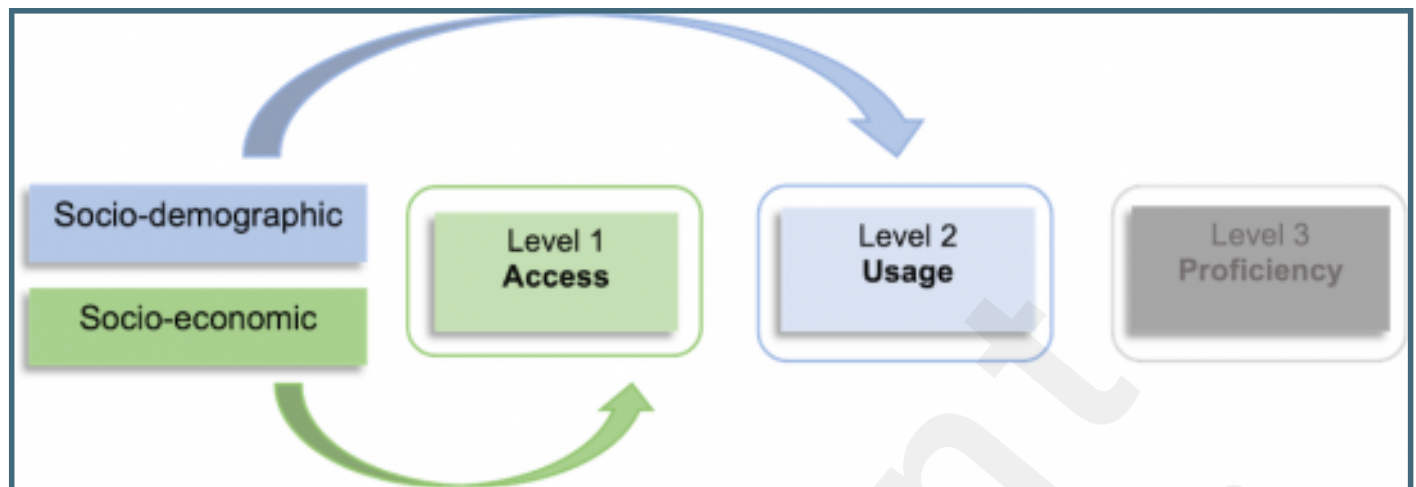 Socio-demographic
Socio-economic
Level 1
Access
Level 2
Usage
Level 3
Proficiency